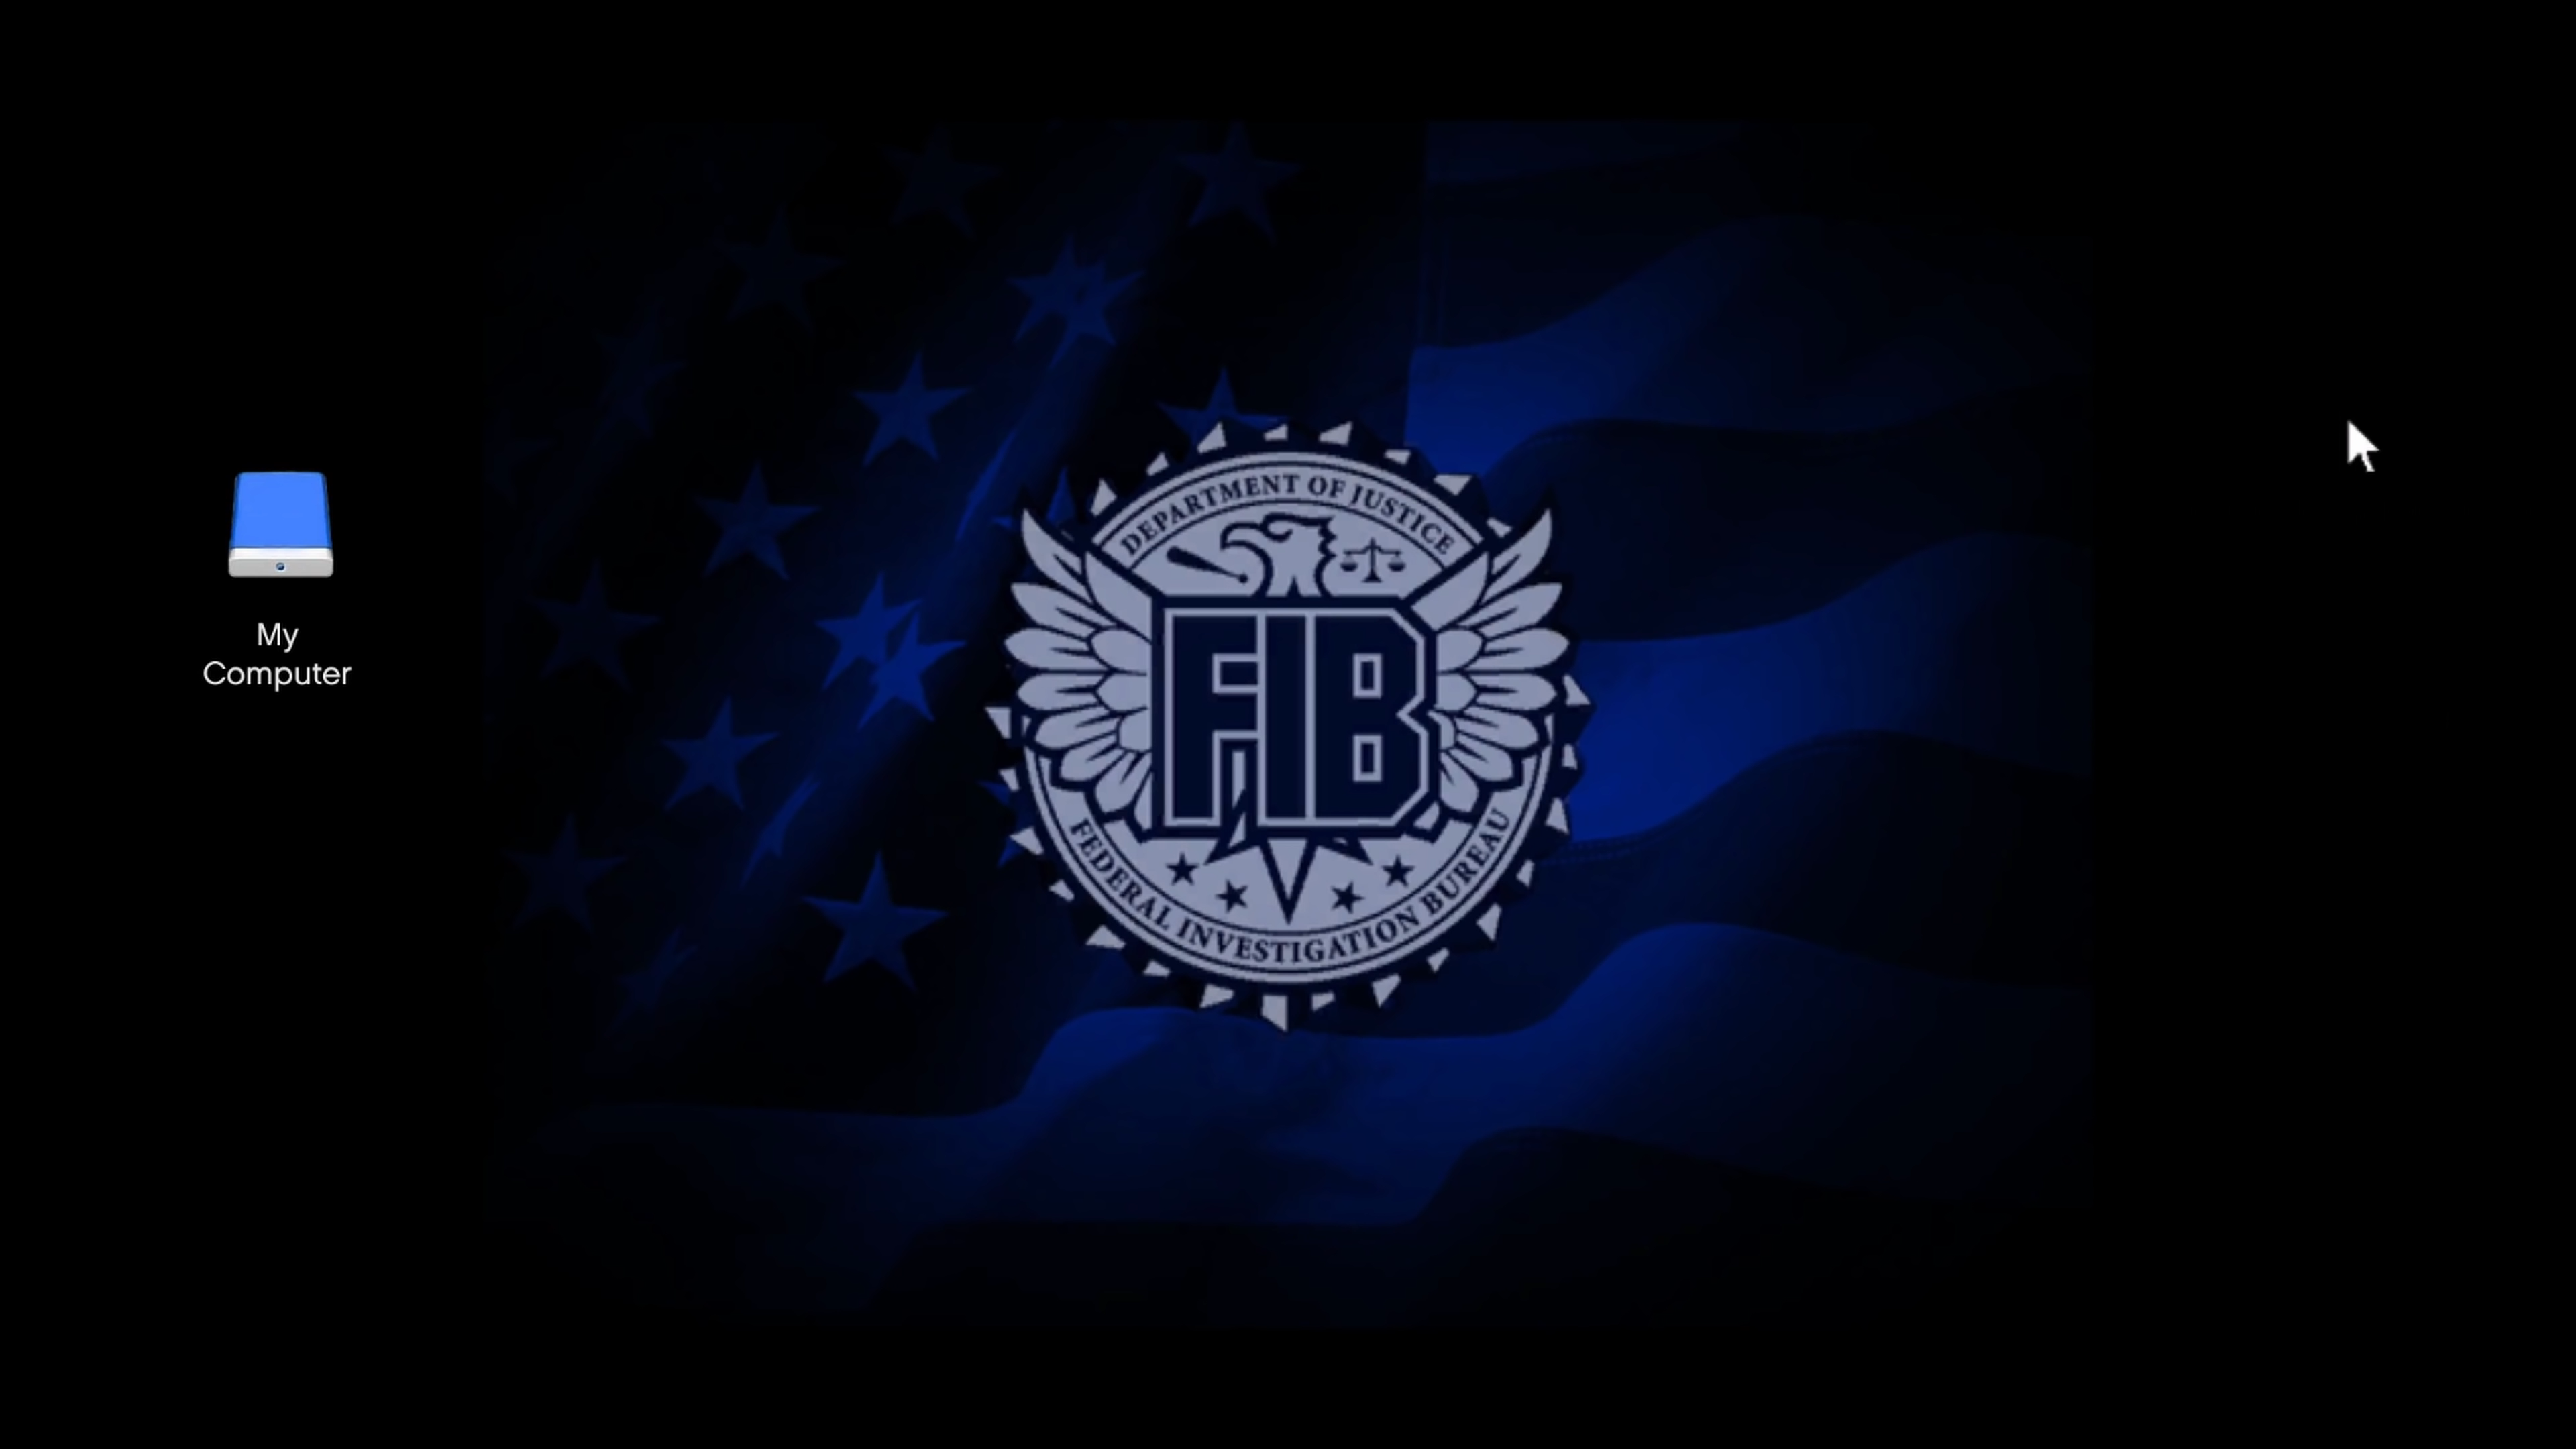 My
Computer
DEPARTMENT OF JUSTICE
FIB
FEDERAL INVESTIGATION BUREAU